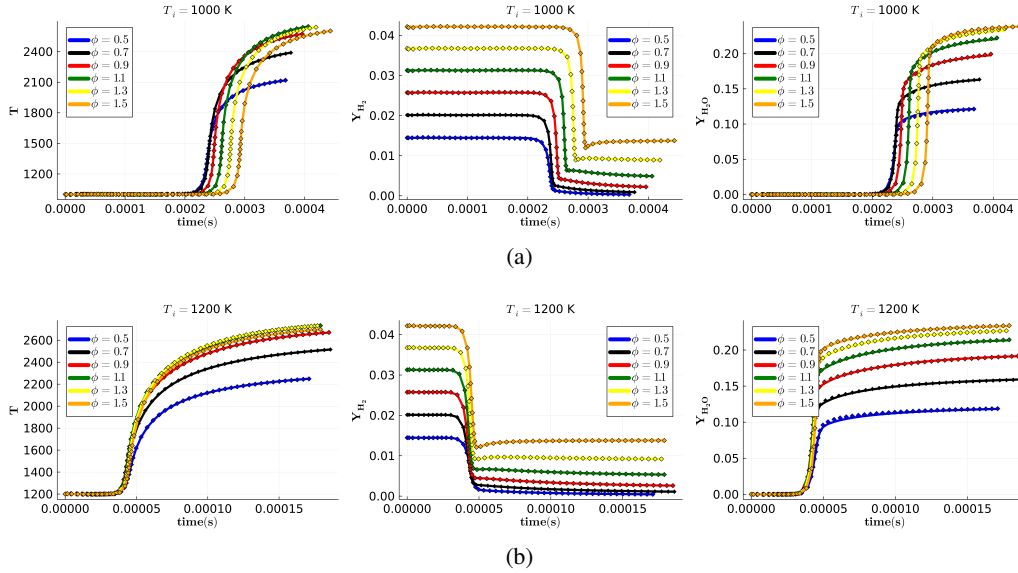 T_i = 1000 K
T
2400
2100
1800
1500
1200
0.0000 0.0001 0.0002 0.0003 0.0004
time(s)
ϕ = 0.5
ϕ = 0.7
ϕ = 0.9
ϕ = 1.1
ϕ = 1.3
ϕ = 1.5
T_i = 1000 K
Y_H₂
0.04
0.03
0.02
0.01
0.00
0.0000 0.0001 0.0002 0.0003 0.0004
time(s)
ϕ = 0.5
ϕ = 0.7
ϕ = 0.9
ϕ = 1.1
ϕ = 1.3
ϕ = 1.5
T_i = 1000 K
Y_H₂O
0.20
0.15
0.10
0.05
0.00
0.0000 0.0001 0.0002 0.0003 0.0004
time(s)
ϕ = 0.5
ϕ = 0.7
ϕ = 0.9
ϕ = 1.1
ϕ = 1.3
ϕ = 1.5
(a)
T_i = 1200 K
T
2600
2400
2200
2000
1800
1600
1400
1200
0.00000 0.00005 0.00010 0.00015
time(s)
ϕ = 0.5
ϕ = 0.7
ϕ = 0.9
ϕ = 1.1
ϕ = 1.3
ϕ = 1.5
T_i = 1200 K
Y_H₂
0.04
0.03
0.02
0.01
0.00
0.00000 0.00005 0.00010 0.00015
time(s)
ϕ = 0.5
ϕ = 0.7
ϕ = 0.9
ϕ = 1.1
ϕ = 1.3
ϕ = 1.5
T_i = 1200 K
Y_H₂O
0.20
0.15
0.10
0.05
0.00
0.00000 0.00005 0.00010 0.00015
time(s)
ϕ = 0.5
ϕ = 0.7
ϕ = 0.9
ϕ = 1.1
ϕ = 1.3
ϕ = 1.5
(b)